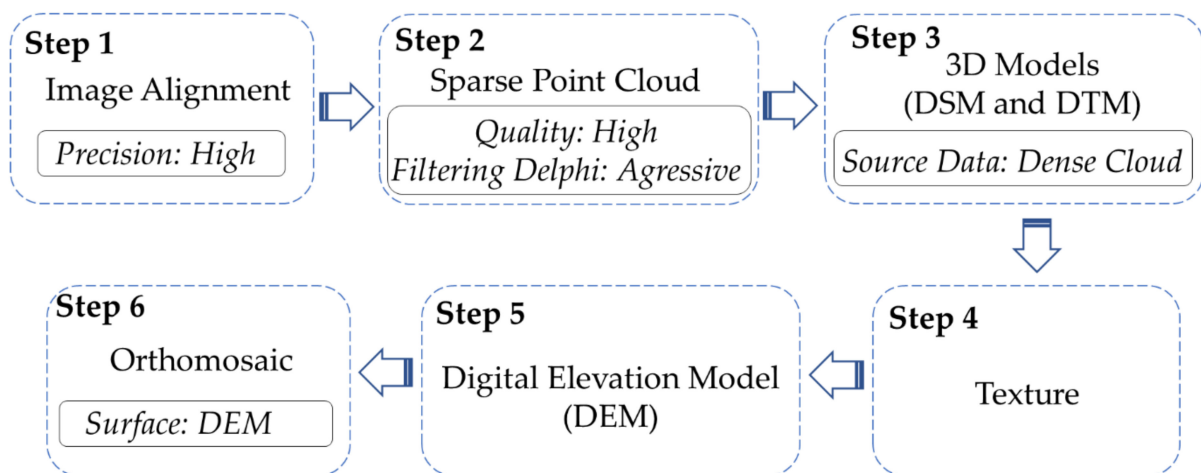 Step 1
Image Alignment
Precision: High
Step 2
Sparse Point Cloud
Quality: High
Filtering Delphi: Agressive
Step 3
3D Models
(DSM and DTM)
Source Data: Dense Cloud
Step 4
Texture
Step 5
Digital Elevation Model
(DEM)
Step 6
Orthomosaic
Surface: DEM